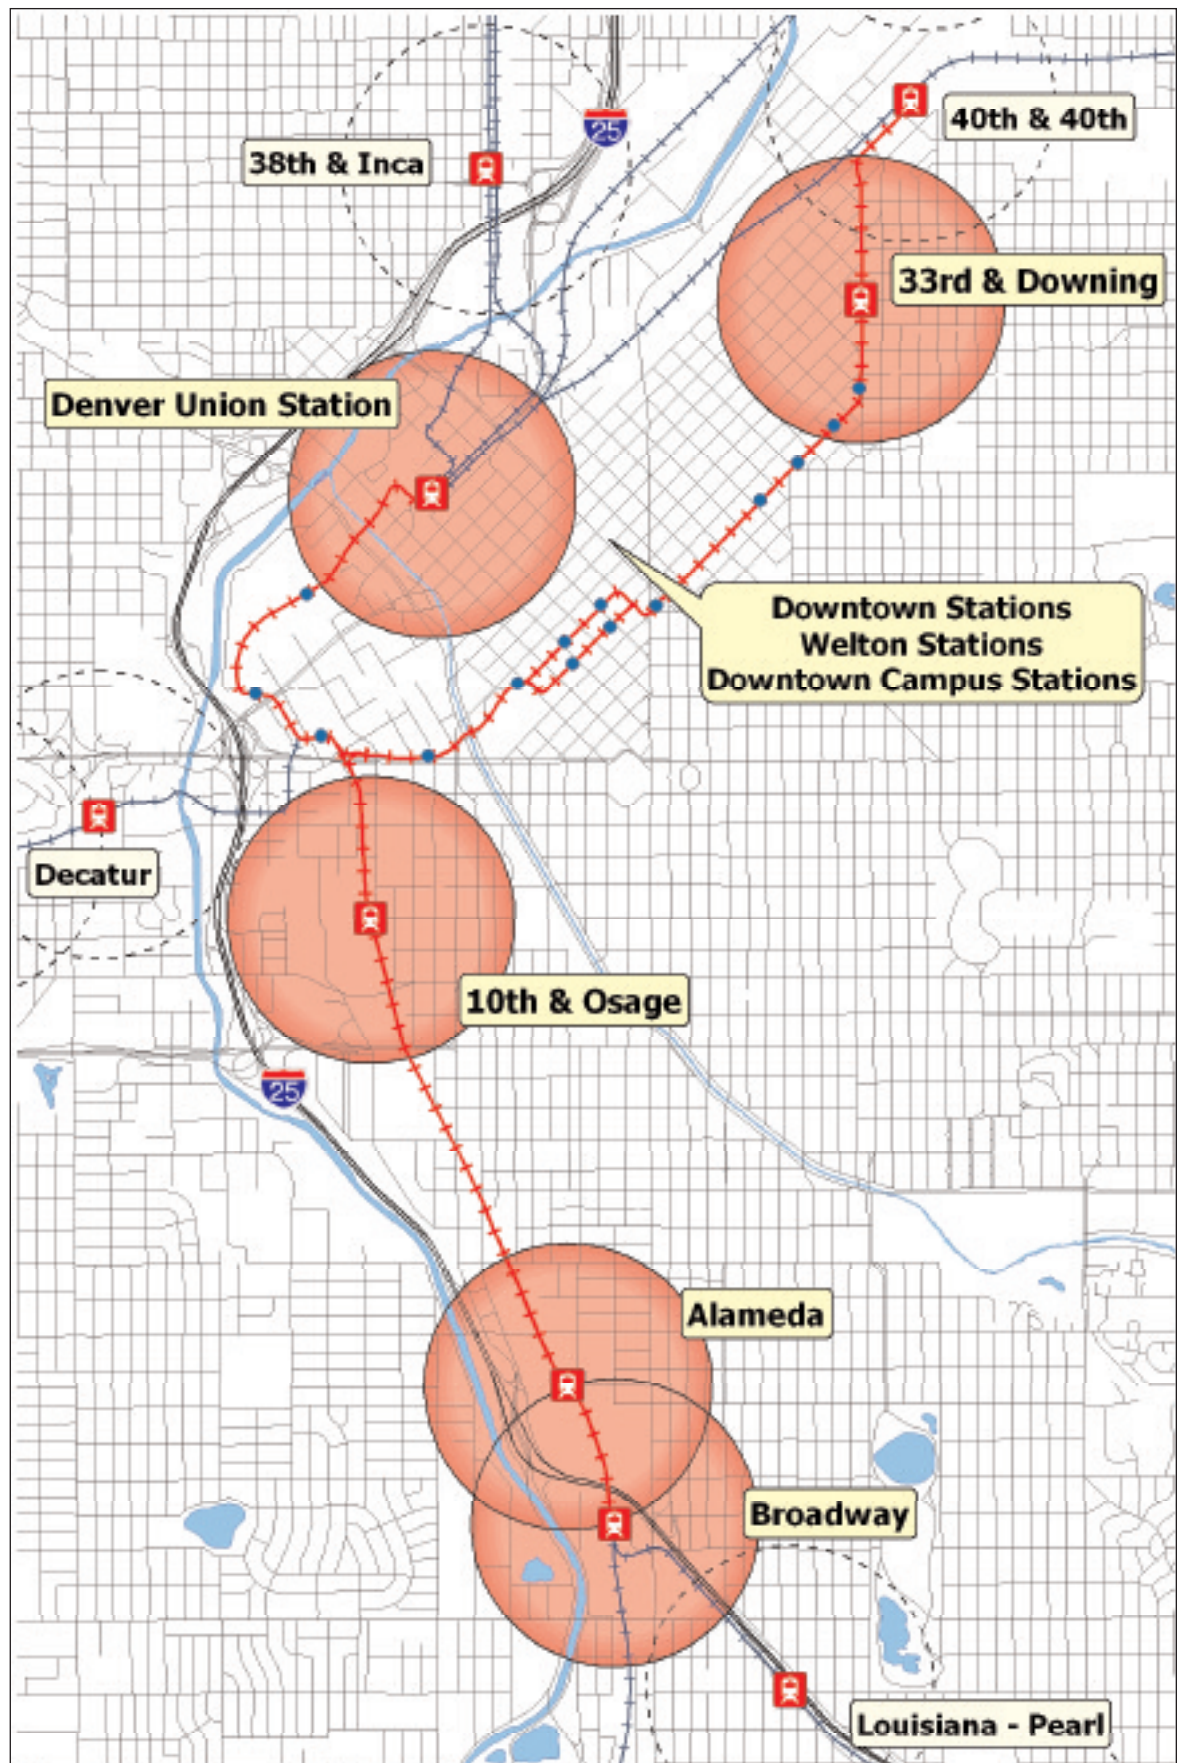 40th & 40th
25
38th & Inca
33rd & Downing
Denver Union Station
Downtown Stations
Welton Stations
Downtown Campus Stations
Decatur
10th & Osage
25
Alameda
Broadway
Louisiana - Pearl